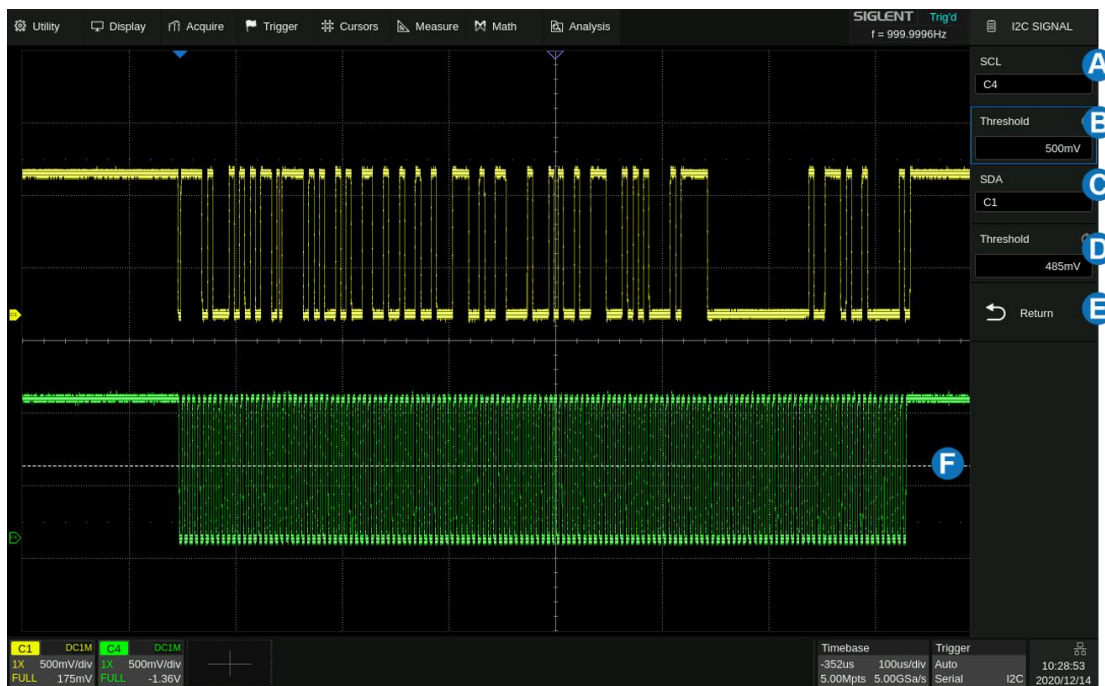 Utility Display Acquire Trigger Cursors Measure Math Analysis
SIGLENT Trig'd
f = 999.9996Hz
I2C SIGNAL
SCL
A
C4
Threshold
B
500mV
SDA
C
C1
Threshold
D
485mV
Return
E
F
C1 DC1M
1X 500mV/div
FULL 175mV
C4 DC1M
1X 500mV/div
FULL -1.36V
Timebase
-352us 100us/div
5.00Mpts 5.00GSa/s
Trigger
Auto
Serial I2C
10:28:53
2020/12/14